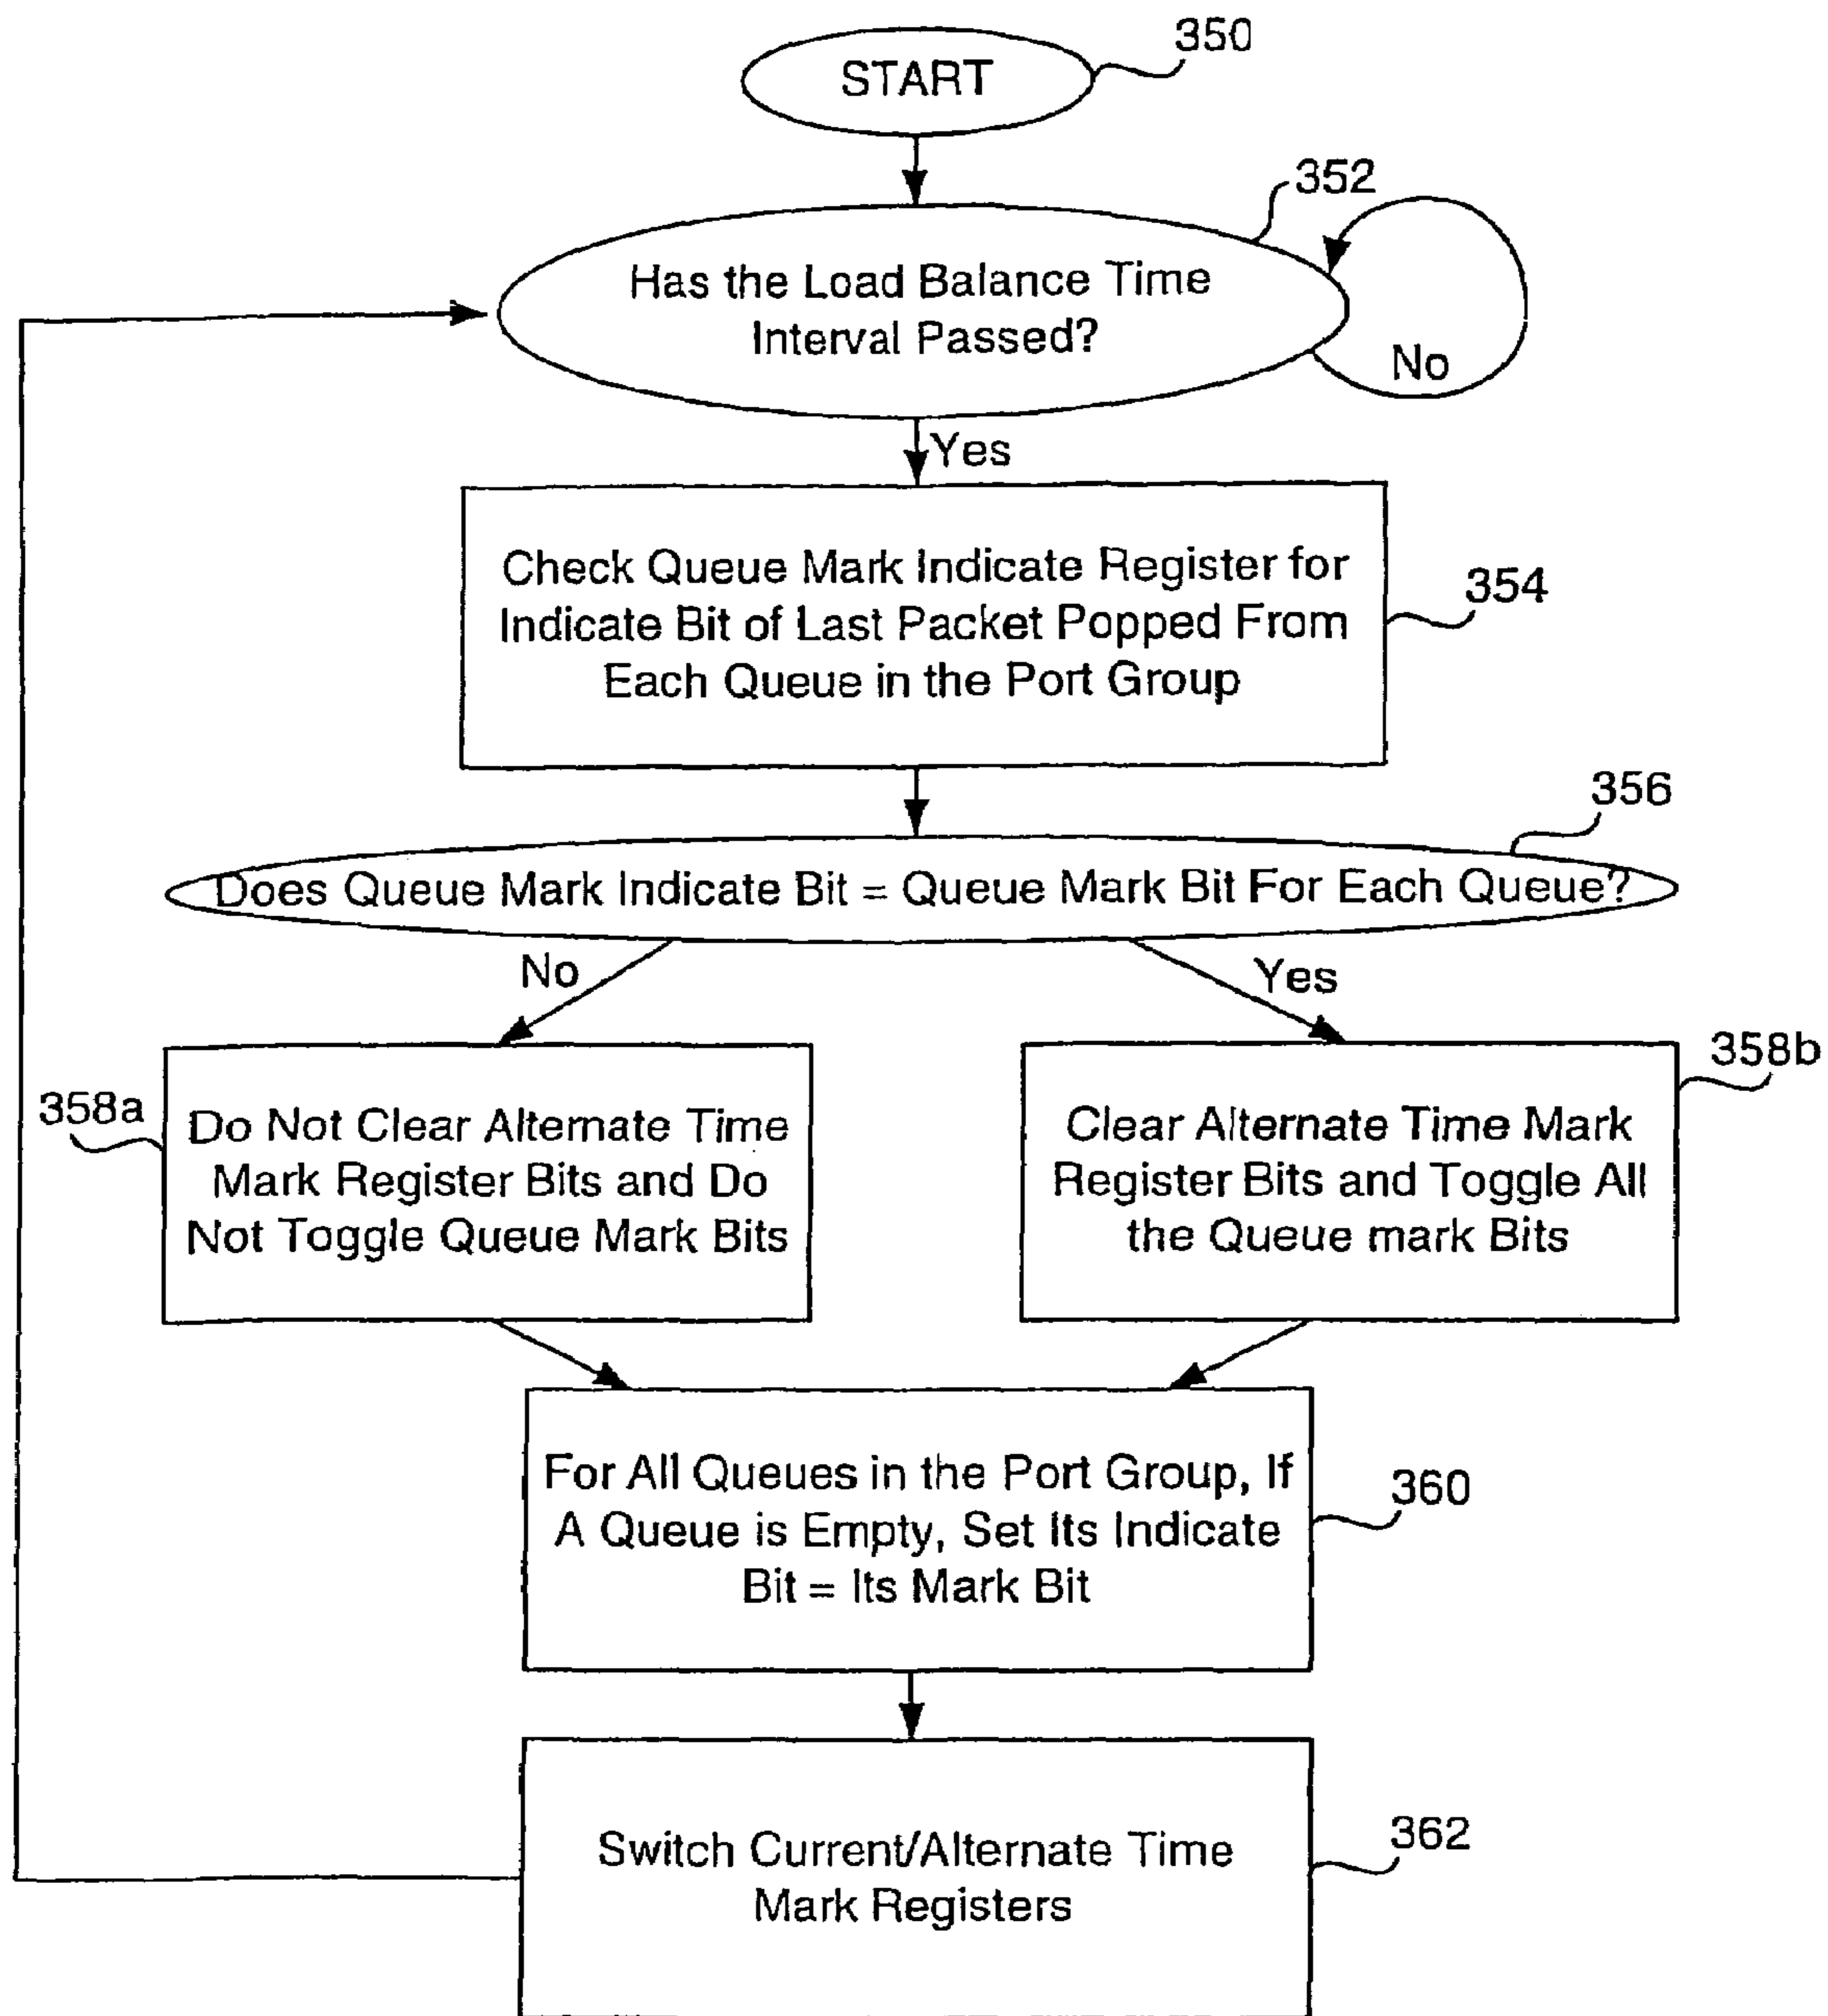 350
START
352
Has the Load Balance Time
Interval Passed?
No
Yes
Check Queue Mark Indicate Register for
Indicate Bit of Last Packet Popped From
Each Queue in the Port Group
354
356
Does Queue Mark Indicate Bit = Queue Mark Bit For Each Queue?
No
Yes
358a
Do Not Clear Alternate Time
Mark Register Bits and Do
Not Toggle Queue Mark Bits
358b
Clear Alternate Time Mark
Register Bits and Toggle All
the Queue mark Bits
For All Queues in the Port Group, If
A Queue is Empty, Set Its Indicate
Bit = Its Mark Bit
360
Switch Current/Alternate Time
Mark Registers
362